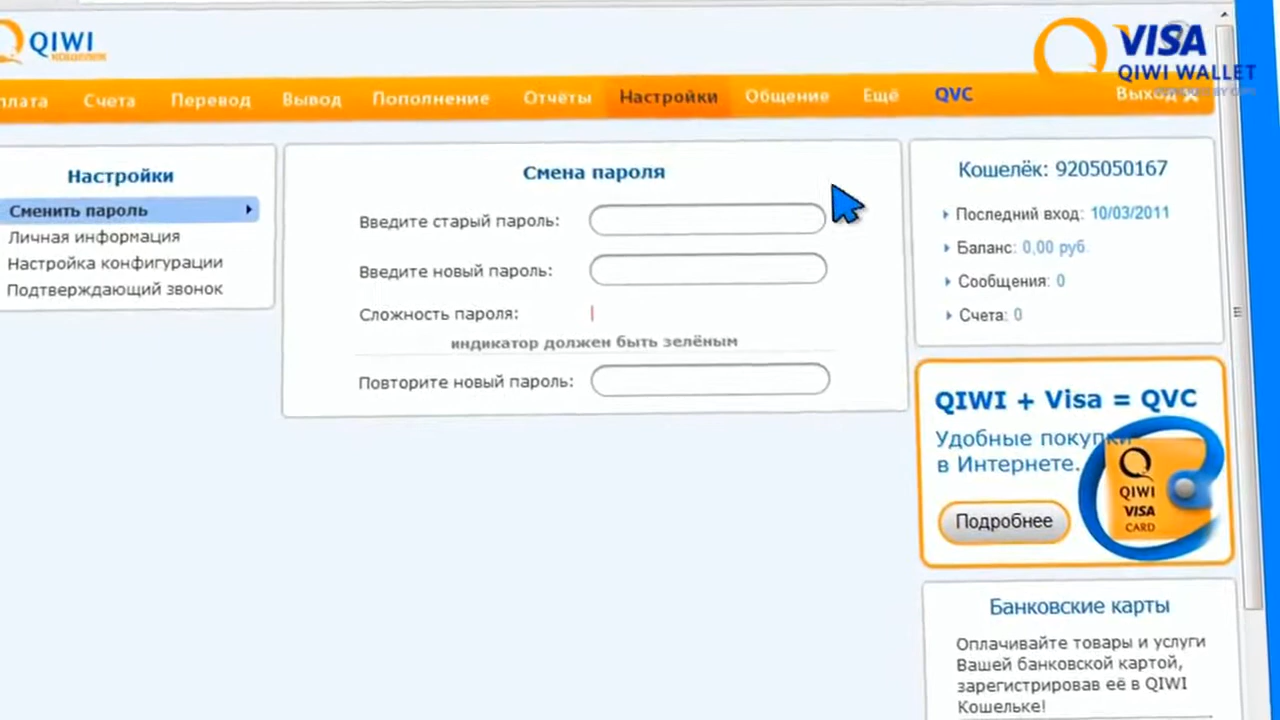 QIWI
кошелек
VISA
QIWI WALLET
плата Счета Перевод Вывод Пополнение Отчёты Настройки Общение Ещё QVC Выход ×
Настройки
Сменить пароль
Личная информация
Настройка конфигурации
Подтверждающий звонок
Смена пароля
Введите старый пароль:
Введите новый пароль:
Сложность пароля:
индикатор должен быть зелёным
Повторите новый пароль:
Кошелёк: 9205050167
Последний вход: 10/03/2011
Баланс: 0,00 руб.
Сообщения: 0
Счета: 0
QIWI + Visa = QVC
Удобные покупки
в Интернете.
Подробнее
QIWI
VISA
CARD
Банковские карты
Оплачивайте товары и услуги
Вашей банковской картой,
зарегистрировав её в QIWI
Кошельке!